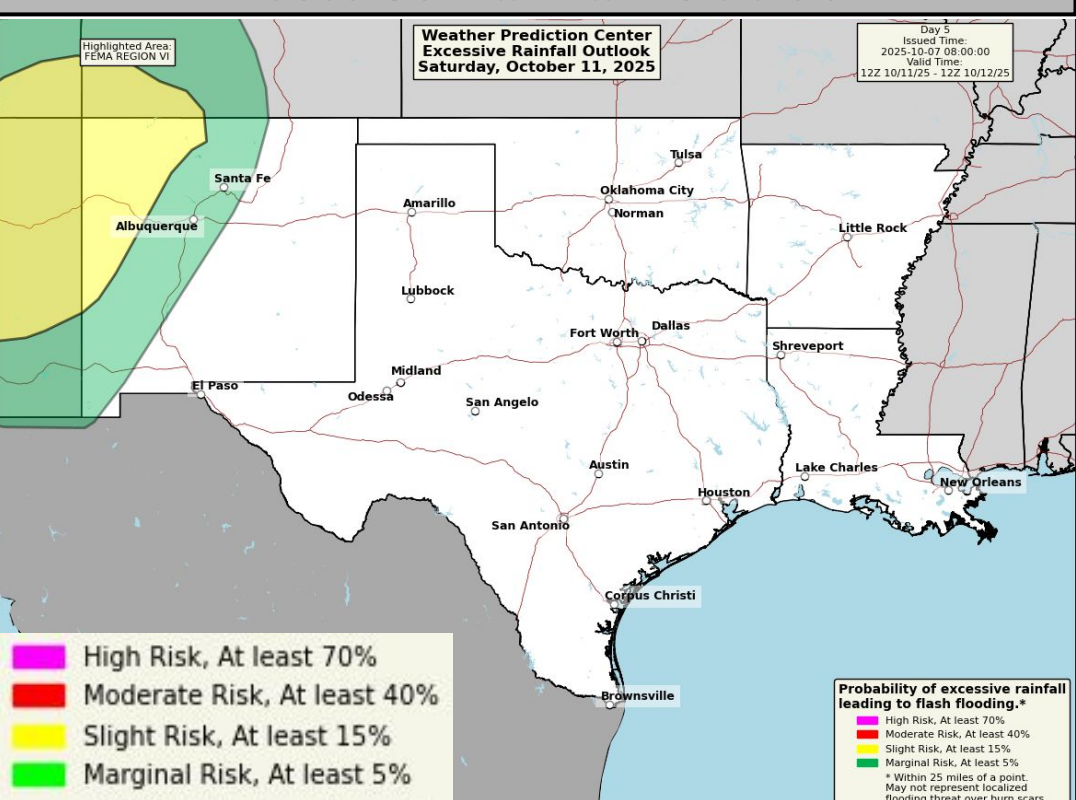 Highlighted Area:
FEMA REGION VI
Weather Prediction Center
Excessive Rainfall Outlook
Saturday, October 11, 2025
Day 5
Issued Time:
2025-10-07 08:00:00
Valid Time:
12Z 10/11/25 - 12Z 10/12/25
Tulsa
Santa Fe
Oklahoma City
Amarillo
Norman
Albuquerque
Little Rock
Lubbock
Fort Worth
Dallas
Shreveport
Midland
El Paso
Odessa
San Angelo
Austin
Lake Charles
New Orleans
Houston
San Antonio
Corpus Christi
Brownsville
High Risk, At least 70%
Moderate Risk, At least 40%
Slight Risk, At least 15%
Marginal Risk, At least 5%
Probability of excessive rainfall
leading to flash flooding.*
High Risk, At least 70%
Moderate Risk, At least 40%
Slight Risk, At least 15%
Marginal Risk, At least 5%
* Within 25 miles of a point.
May not represent localized
flooding threat over burn scars